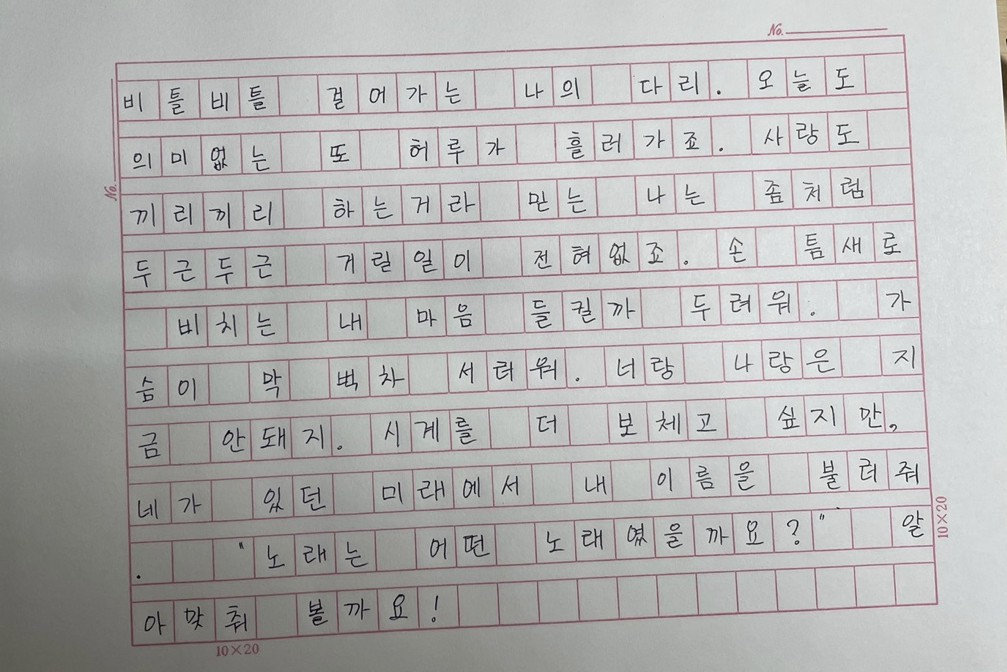 No.
비틀비틀 걸어가는 나의 다리. 오늘도
의미없는 또 허루가 흘러가죠. 사랑도
끼리끼리 하는거라 믿는 나는 좀처럼
두근두근 거릴일이 전혀없죠. 손 틈새로
비치는 내 마음 들킬까 두려워. 가
슴이 막 벅차 서러워. 너랑 나랑은 지
금 안돼지. 시계를 더 보체고 싶지만,
네가 있던 미래에서 내 이름을 불러줘
. "노래는 어떤 노래였을까요?" 알
아맞춰 볼까요!
No.
10×20
10×20